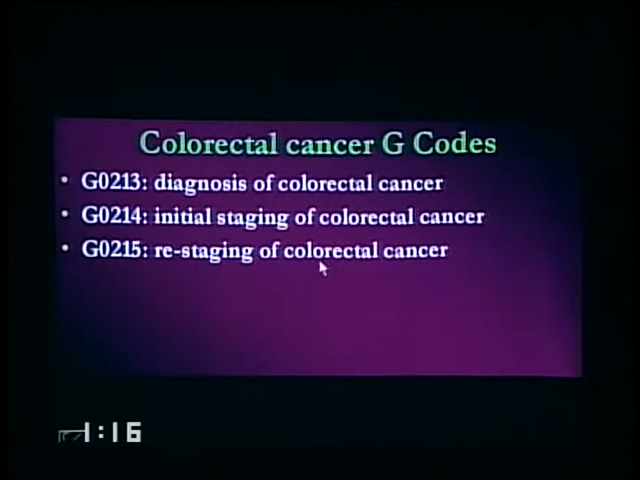 Colorectal cancer G Codes
• G0213: diagnosis of colorectal cancer
• G0214: initial staging of colorectal cancer
• G0215: re-staging of colorectal cancer
1:16